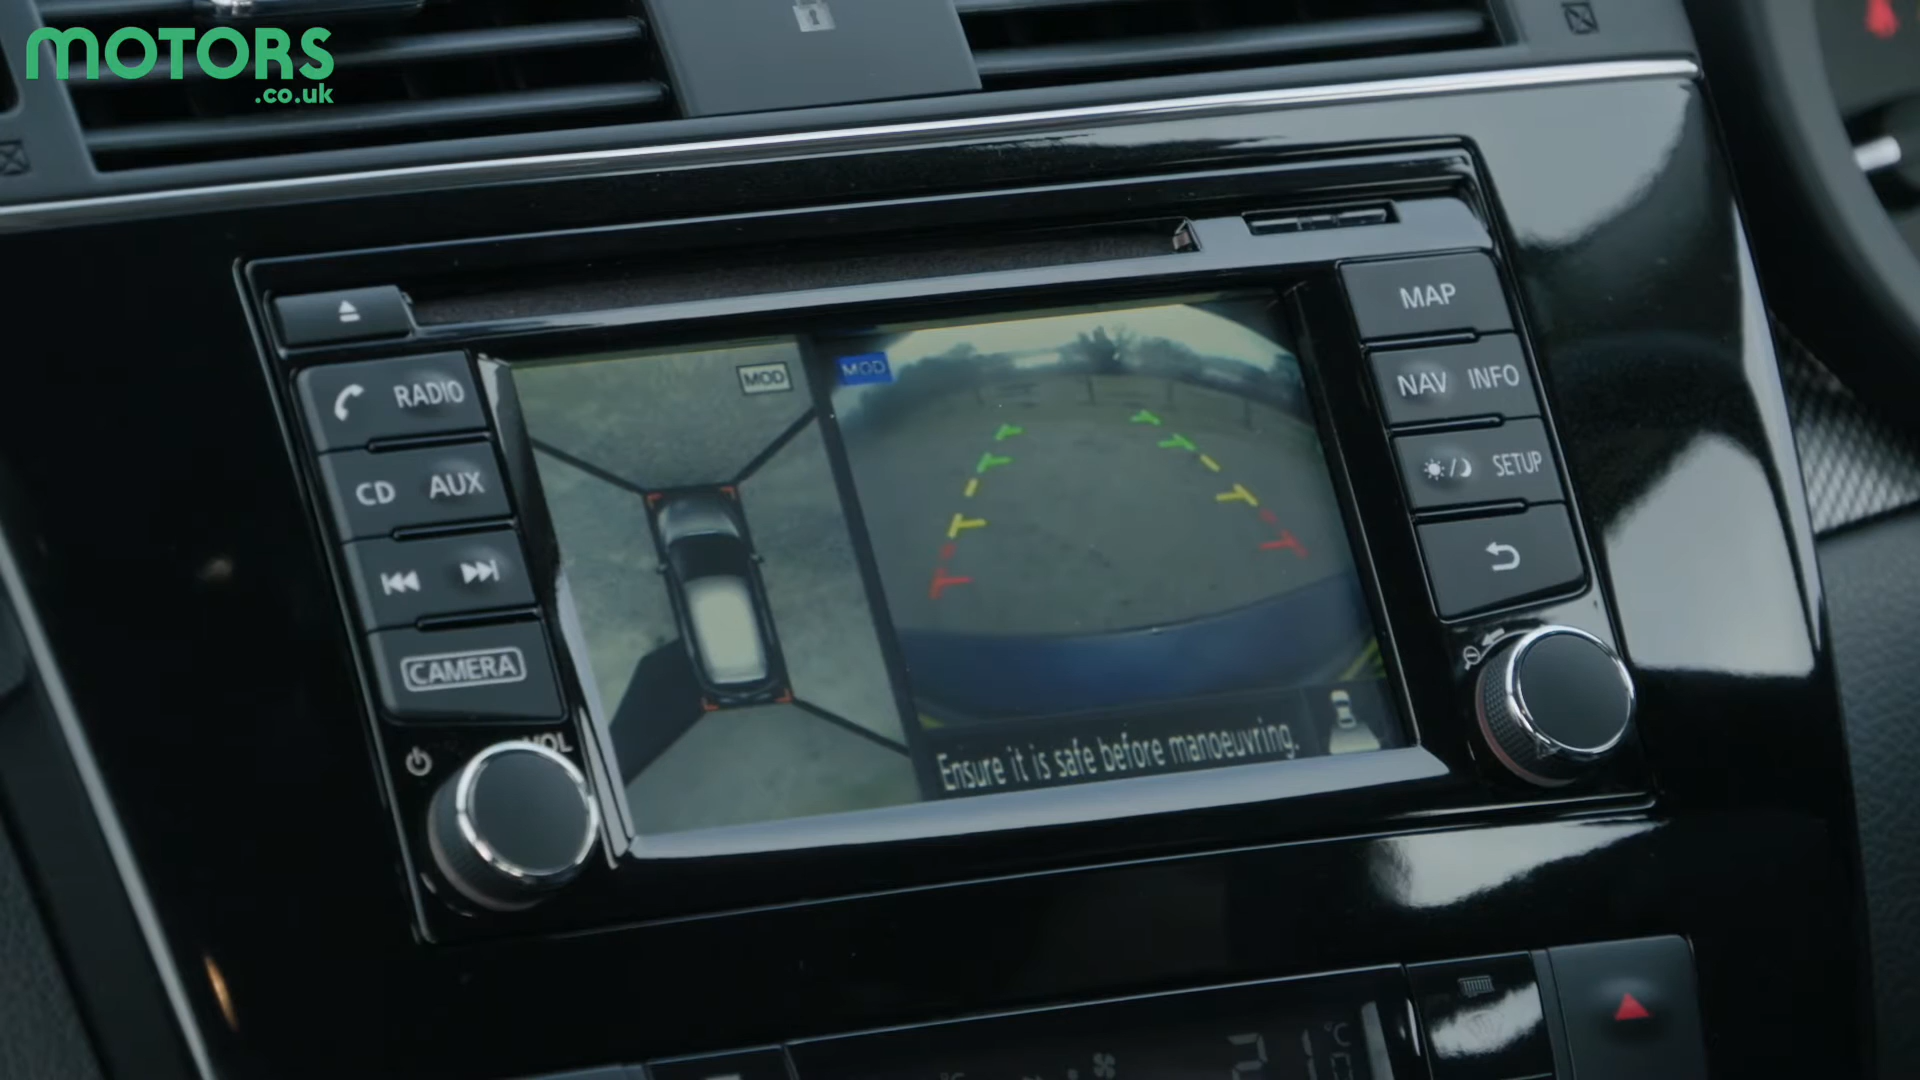 MOTORS
.co.uk
RADIO
CD AUX
CAMERA
VOL
MOD
MOD
Ensure it is safe before manoeuvring.
MAP
NAV INFO
SETUP
21 °C